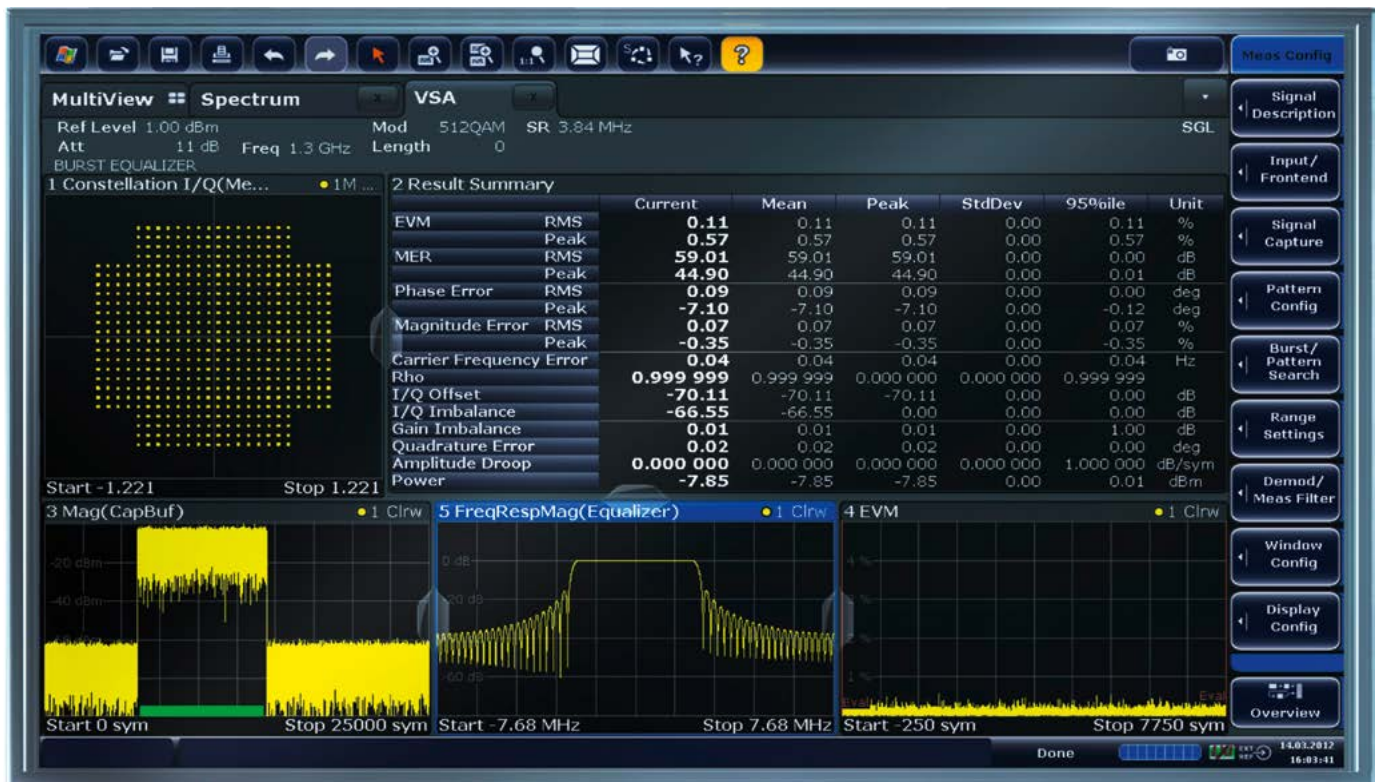 S
1:1
?
?
Meas Config
MultiView Spectrum x VSA x
Signal
Description
Ref Level 1.00 dBm Mod 512QAM SR 3.84 MHz SGL
Att 11 dB Freq 1.3 GHz Length 0
BURST EQUALIZER
Input/
Frontend
Signal
Capture
Pattern
Config
Burst/
Pattern
Search
Range
Settings
Demod/
Meas Filter
Window
Config
Display
Config
Overview
1 Constellation I/Q(Me... 1M ...
Start -1.221 Stop 1.221
2 Result Summary
Current Mean Peak StdDev 95%ile Unit
EVM RMS 0.11 0.11 0.11 0.00 0.11 %
Peak 0.57 0.57 0.57 0.00 0.57 %
MER RMS 59.01 59.01 59.01 0.00 0.00 dB
Peak 44.90 44.90 44.90 0.00 0.01 dB
Phase Error RMS 0.09 0.09 0.09 0.00 0.00 deg
Peak -7.10 -7.10 -7.10 0.00 -0.12 deg
Magnitude Error RMS 0.07 0.07 0.07 0.00 0.07 %
Peak -0.35 -0.35 -0.35 0.00 -0.35 %
Carrier Frequency Error 0.04 0.04 0.04 0.00 0.04 Hz
Rho 0.999 999 0.999 999 0.000 000 0.000 000 0.999 999
I/Q Offset -70.11 -70.11 -70.11 0.00 0.00 dB
I/Q Imbalance -66.55 -66.55 0.00 0.00 0.00 dB
Gain Imbalance 0.01 0.01 0.01 0.00 1.00 dB
Quadrature Error 0.02 0.02 0.02 0.00 0.00 deg
Amplitude Droop 0.000 000 0.000 000 0.000 000 0.000 000 1.000 000 dB/sym
Power -7.85 -7.85 -7.85 0.00 0.01 dBm
3 Mag(CapBuf) 1 Clrw
-20 dBm
-40 dBm
Start 0 sym Stop 25000 sym
5 FreqRespMag(Equalizer) 1 Clrw
0 dB
-20 dB
-60 dB
Start -7.68 MHz Stop 7.68 MHz
4 EVM 1 Clrw
4 %
1 %
Eval
Start -250 sym Stop 7750 sym
Done
EXT
REF
14.03.2012
16:03:41